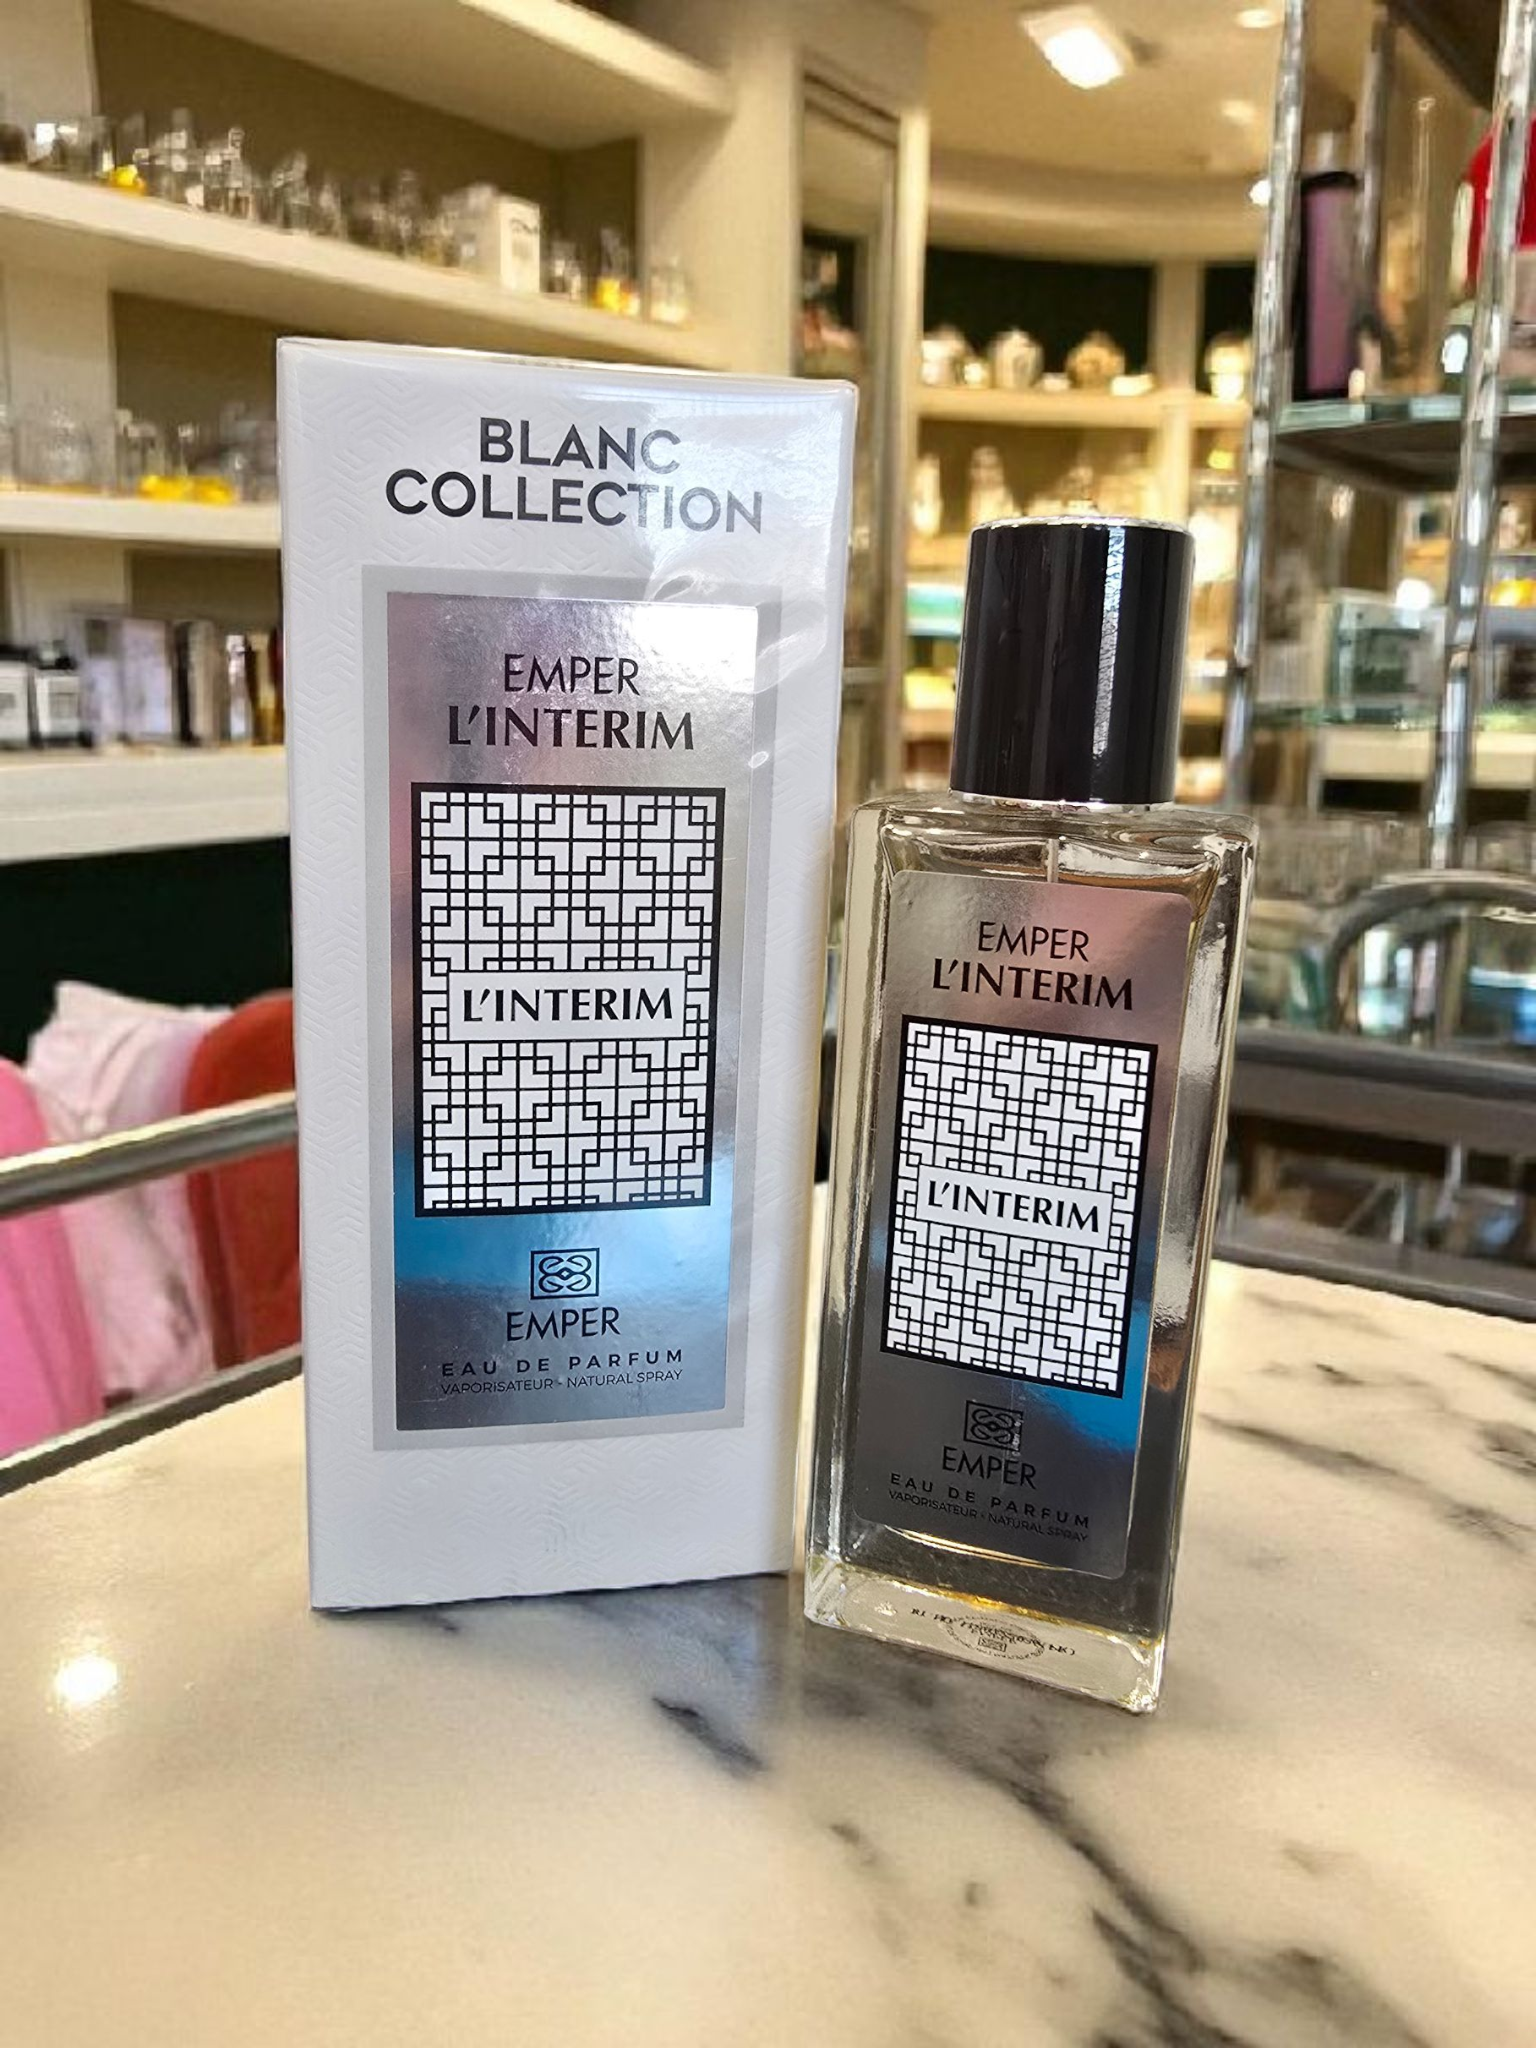 BLANC
COLLECTION
EMPER
L'INTERIM
L'INTERIM
EMPER
EAU DE PARFUM
VAPORISATEUR - NATURAL SPRAY
EMPER
L'INTERIM
L'INTERIM
EMPER
EAU DE PARFUM
VAPORISATEUR - NATURAL SPRAY